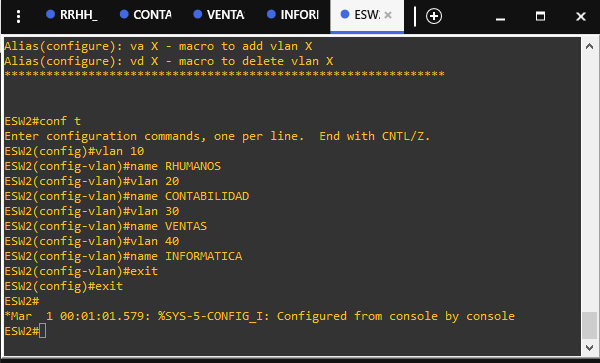 RRHH_
CONTA
VENTA
INFORI
ESW2
Alias(configure): va X - macro to add vlan X
Alias(configure): vd X - macro to delete vlan X
***************************************************************
ESW2#conf t
Enter configuration commands, one per line.  End with CNTL/Z.
ESW2(config)#vlan 10
ESW2(config-vlan)#name RHUMANOS
ESW2(config-vlan)#vlan 20
ESW2(config-vlan)#name CONTABILIDAD
ESW2(config-vlan)#vlan 30
ESW2(config-vlan)#name VENTAS
ESW2(config-vlan)#vlan 40
ESW2(config-vlan)#name INFORMATICA
ESW2(config-vlan)#exit
ESW2(config)#exit
ESW2#
*Mar  1 00:01:01.579: %SYS-5-CONFIG_I: Configured from console by console
ESW2#